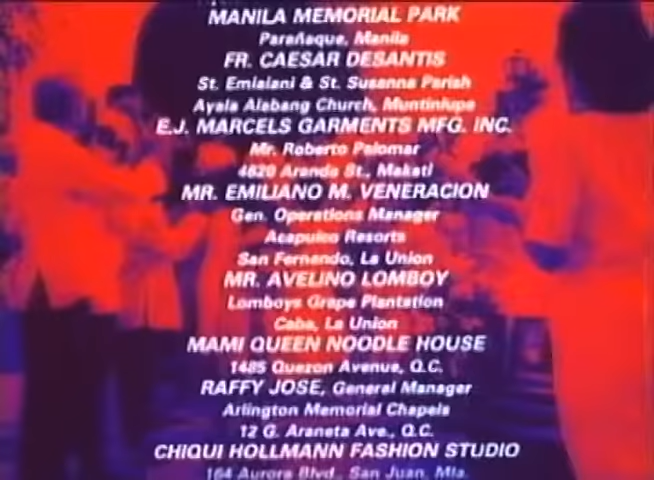 MANILA MEMORIAL PARK
Parañaque, Manila
FR. CAESAR DESANTIS
St. Emialani & St. Susanna Parish
Ayala Alabang Church, Muntinlupa
E.J. MARCELS GARMENTS MFG. INC.
Mr. Roberto Palomar
4620 Aranda St., Makati
MR. EMILIANO M. VENERACION
Gen. Operations Manager
Acapulco Resorts
San Fernando, La Union
MR. AVELINO LOMBOY
Lomboys Grape Plantation
Caba, La Union
MAMI QUEEN NOODLE HOUSE
1485 Quezon Avenue, Q.C.
RAFFY JOSE, General Manager
Arlington Memorial Chapels
12 G. Araneta Ave., Q.C.
CHIQUI HOLLMANN FASHION STUDIO
164 Aurora Blvd., San Juan, Mla.